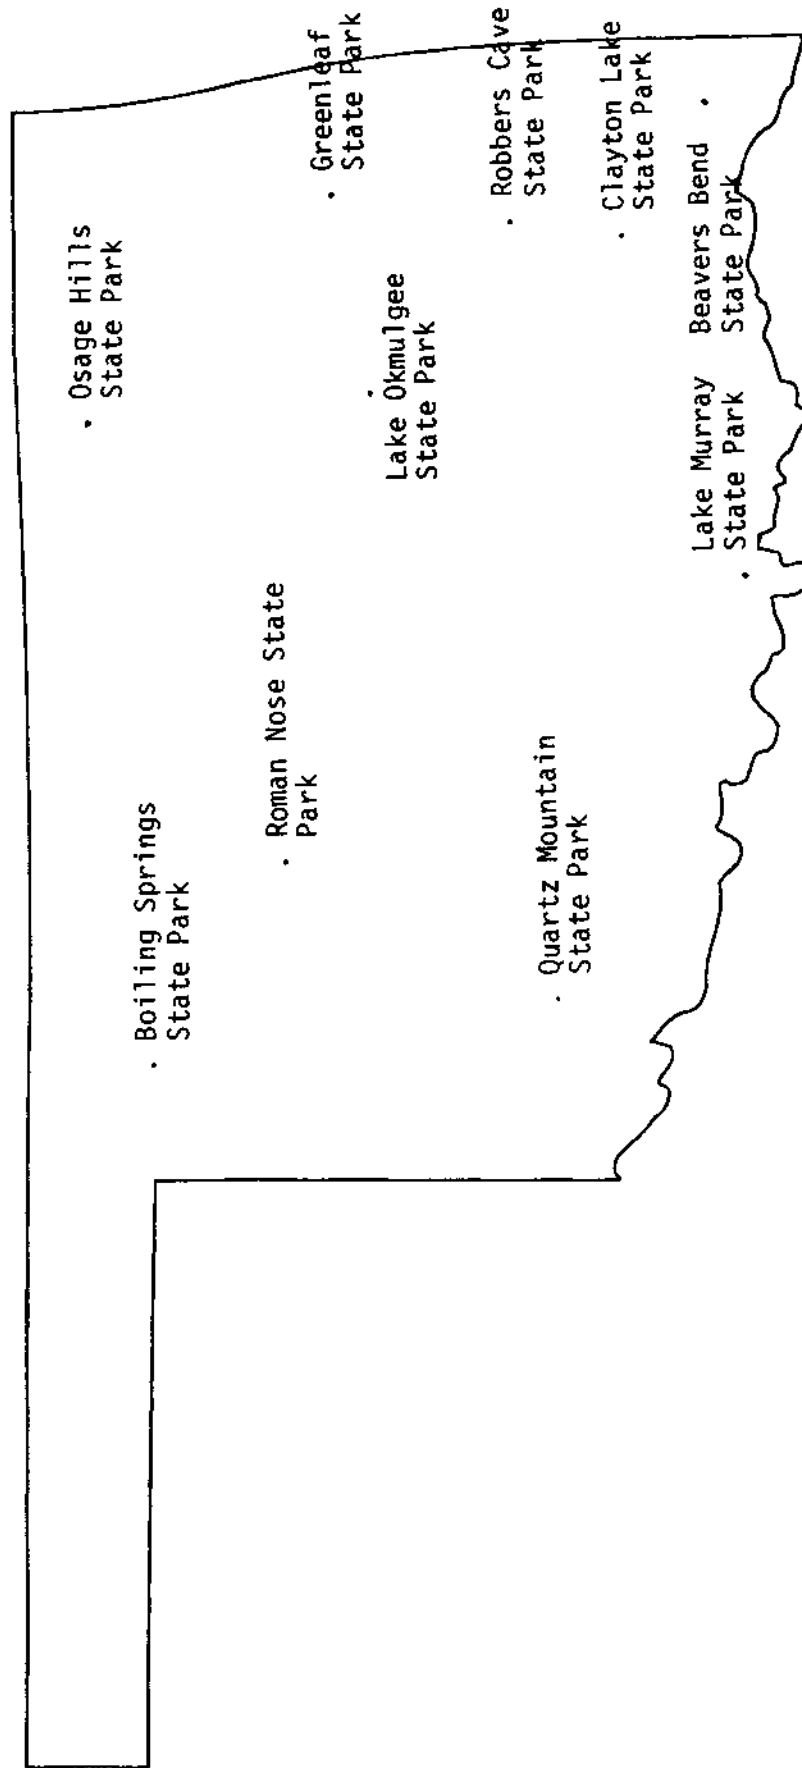 Osage Hills
State Park
Boiling Springs
State Park
Roman Nose State
Park
Greenleaf
State Park
Lake Okmulgee
State Park
Robbers Cave
State Park
Quartz Mountain
State Park
Clayton Lake
State Park
Lake Murray
State Park
Beavers Bend
State Park